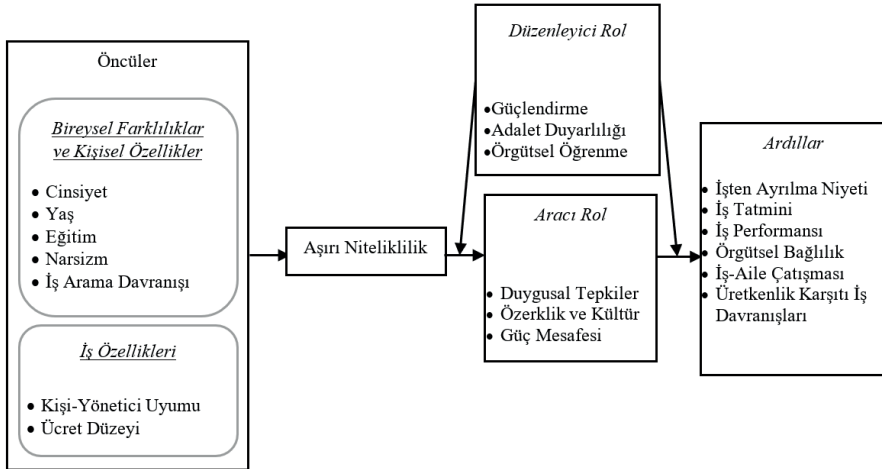 Öncüler
Bireysel Farklılıklar
ve Kişisel Özellikler
• Cinsiyet
• Yaş
• Eğitim
• Narsizm
• İş Arama Davranışı
İş Özellikleri
• Kişi-Yönetici Uyumu
• Ücret Düzeyi
Aşırı Niteliklilik
Düzenleyici Rol
•Güçlendirme
•Adalet Duyarlılığı
•Örgütsel Öğrenme
Aracı Rol
• Duygusal Tepkiler
• Özerklik ve Kültür
• Güç Mesafesi
Ardıllar
• İşten Ayrılma Niyeti
• İş Tatmini
• İş Performansı
• Örgütsel Bağlılık
• İş-Aile Çatışması
• Üretkenlik Karşıtı İş
Davranışları